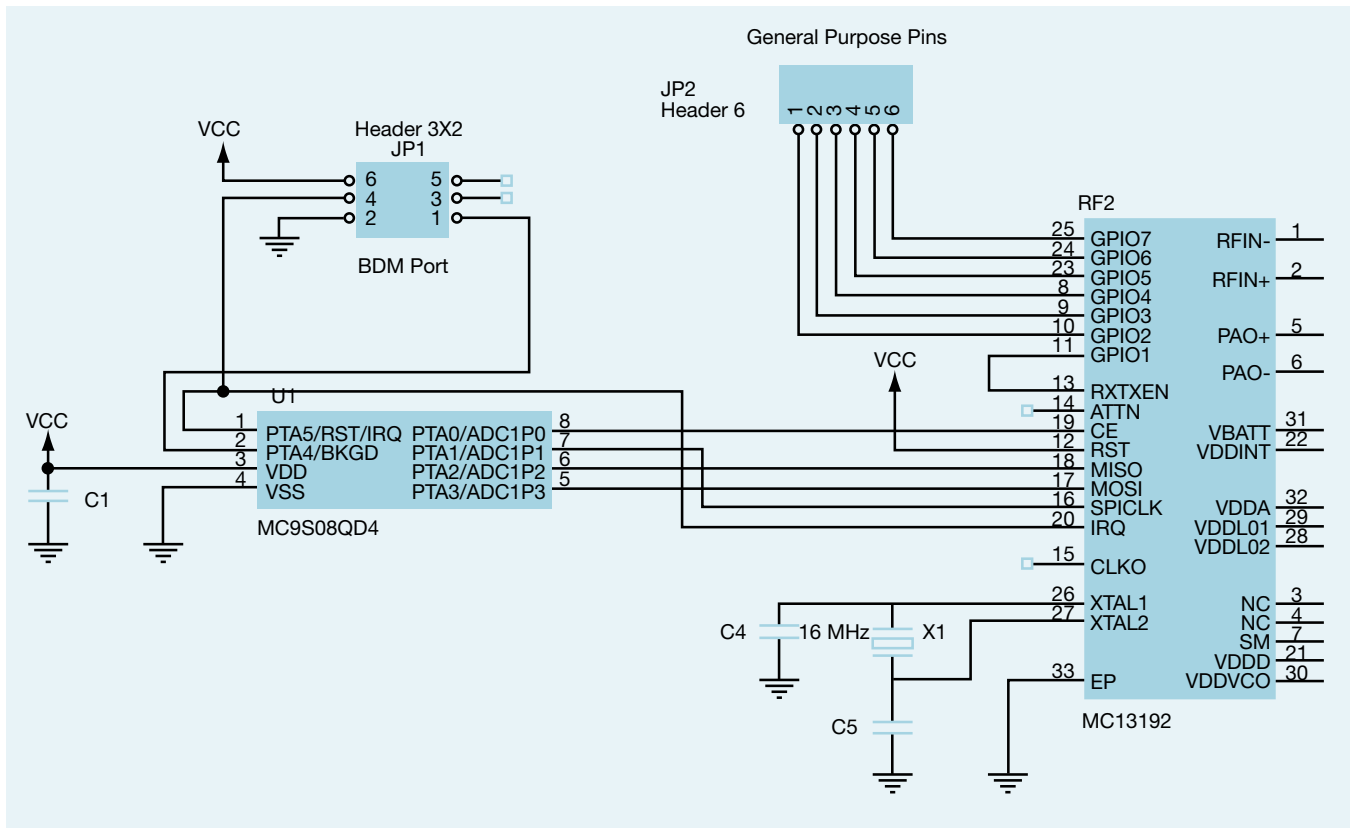 General Purpose Pins
JP2
Header 6
1 2 3 4 5 6
VCC
Header 3X2
JP1
6 5
4 3
2 1
BDM Port
RF2
25 GPIO7
24 GPIO6
23 GPIO5
8 GPIO4
9 GPIO3
10 GPIO2
11 GPIO1
13 RXTXEN
14 ATTN
19 CE
12 RST
18 MISO
17 MOSI
16 SPICLK
20 IRQ
15 CLKO
26 XTAL1
27 XTAL2
33 EP
RFIN- 1
RFIN+ 2
PAO+ 5
PAO- 6
VBATT 31
VDDINT 22
VDDA 32
VDDL01 29
VDDL02 28
NC 3
NC 4
SM 7
VDDD 21
VDDVCO 30
MC13192
VCC
VCC
C1
U1
1 PTA5/RST/IRQ PTA0/ADC1P0 8
2 PTA4/BKGD PTA1/ADC1P1 7
3 VDD PTA2/ADC1P2 6
4 VSS PTA3/ADC1P3 5
MC9S08QD4
C4
16 MHz
X1
C5